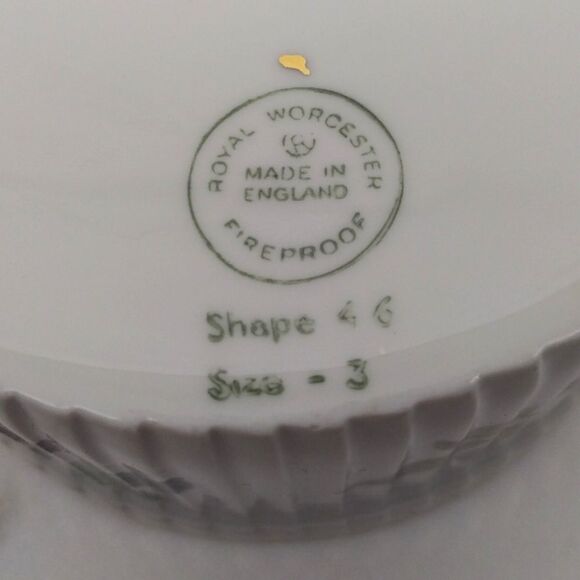 ROYAL WORCESTER
MADE IN
ENGLAND
FIREPROOF
Shape 46
Size - 3